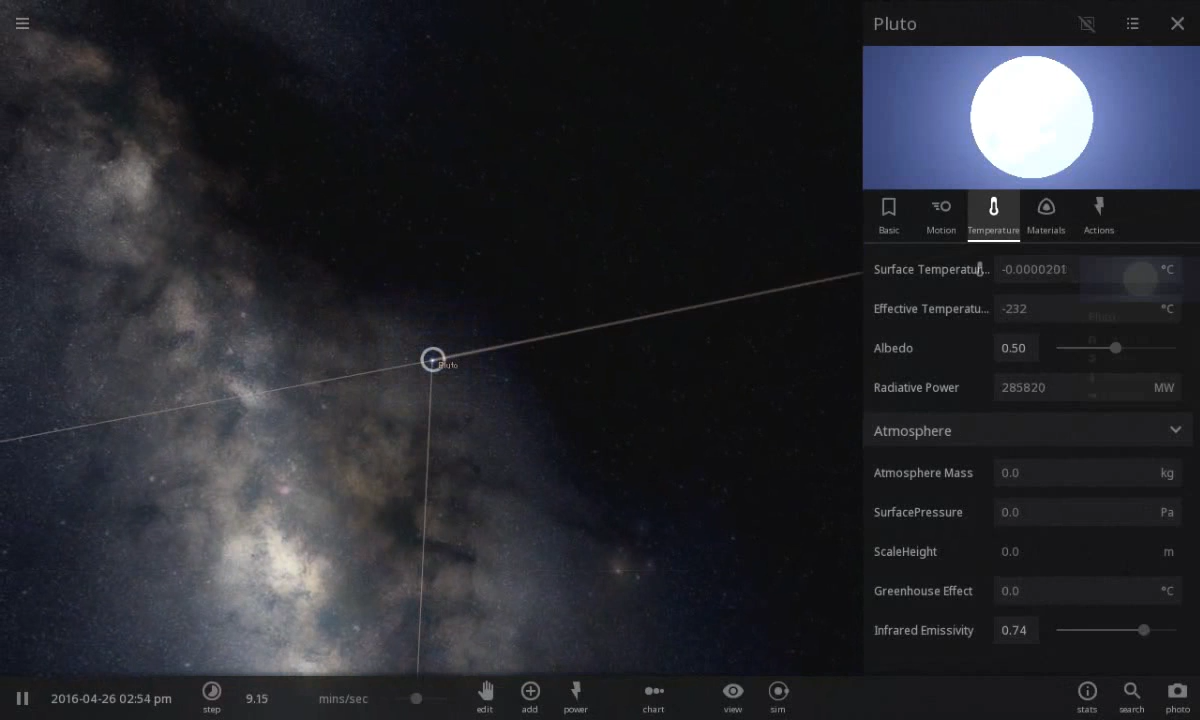 Pluto
Basic
Motion
Temperature
Materials
Actions
Surface Temperatu... -0.0000201 °C
Effective Temperatu... -232 °C
Pluto
Albedo 0.50
Pluto
Radiative Power 285820 MW
Atmosphere
Atmosphere Mass 0.0 kg
SurfacePressure 0.0 Pa
ScaleHeight 0.0 m
Greenhouse Effect 0.0 °C
Infrared Emissivity 0.74
2016-04-26 02:54 pm
step
9.15 mins/sec
edit
add
power
chart
view
sim
stats
search
photo